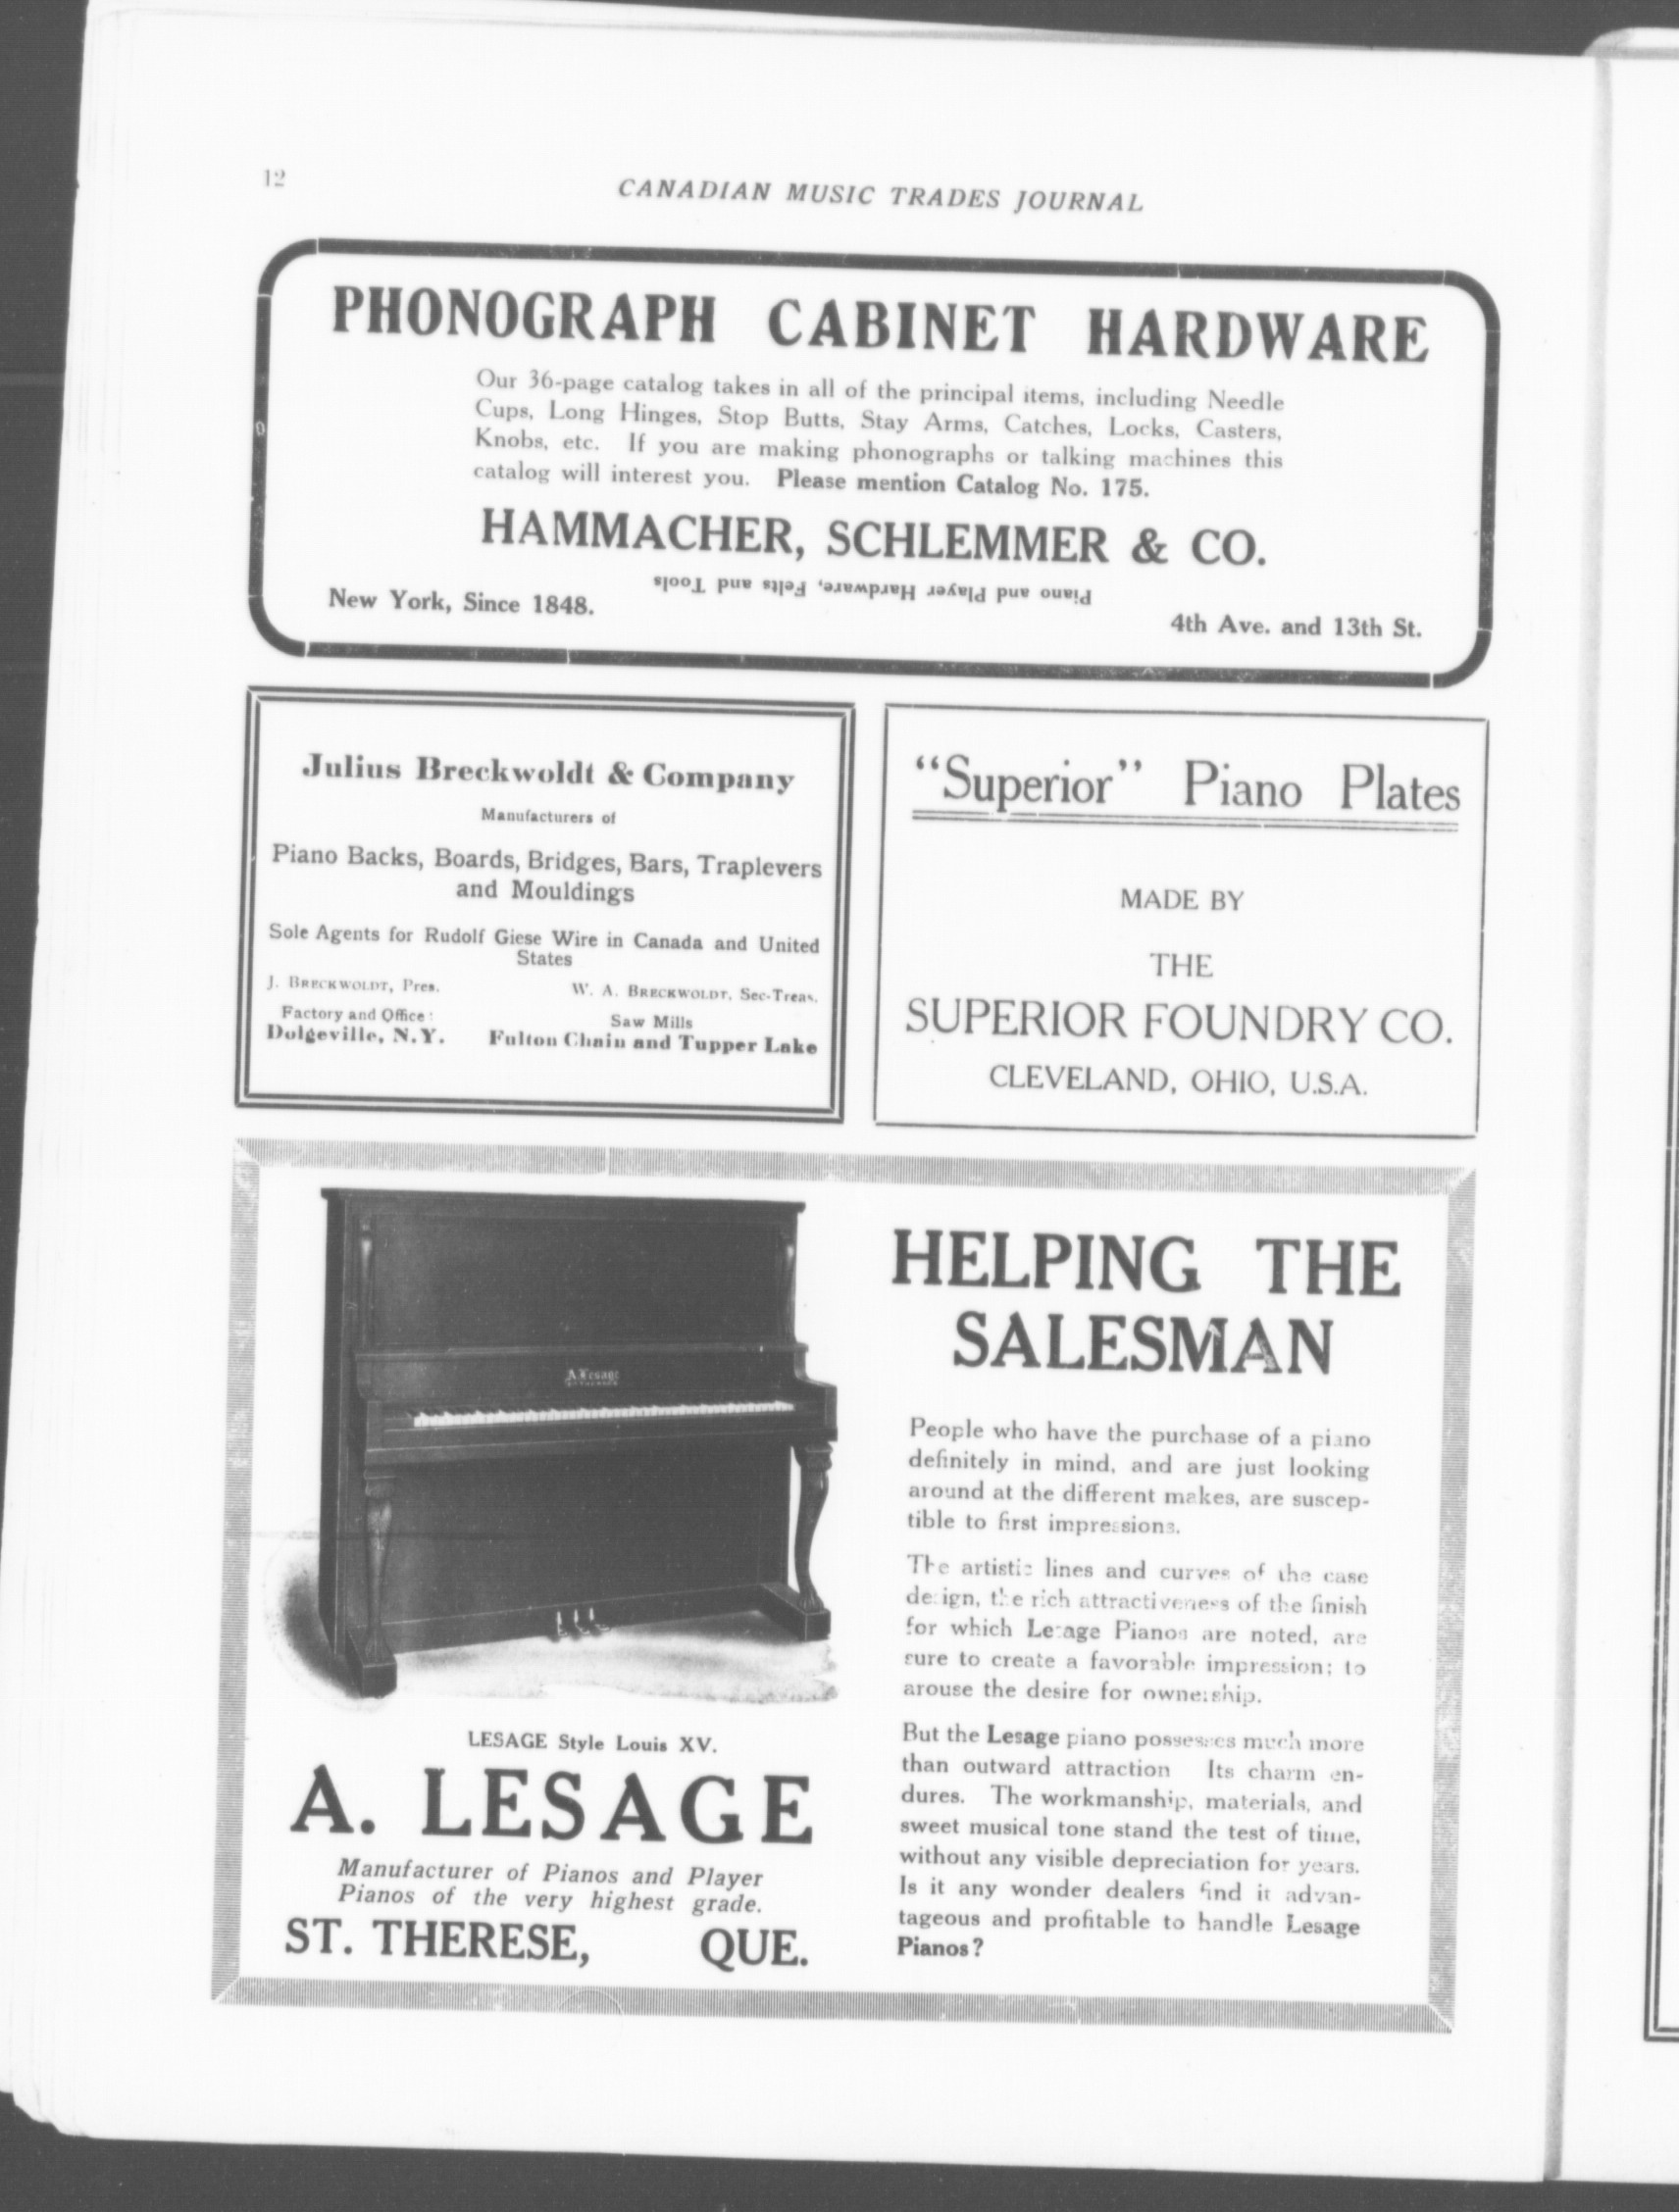 12
CANADIAN MUSIC TRADES JOURNAL
PHONOGRAPH CABINET HARDWARE
Our 36-page catalog takes in all of the principal items, including Needle
Cups, Long Hinges, Stop Butts, Stay Arms, Catches, Locks, Casters,
Knobs, etc. If you are making phonographs or talking machines this
catalog will interest you. Please mention Catalog No. 175.
HAMMACHER, SCHLEMMER & CO.
Piano and Player Hardware, Felts and Tools
New York, Since 1848.
4th Ave. and 13th St.
Julius Breckwoldt & Company
Manufacturers of
Piano Backs, Boards, Bridges, Bars, Traplevers
and Mouldings
Sole Agents for Rudolf Giese Wire in Canada and United
States
J. BRECKWOLDT, Pres.
W. A. BRECKWOLDT, Sec-Treas.
Factory and Office:
Dolgeville, N.Y.
Saw Mills
Fulton Chain and Tupper Lake
"Superior" Piano Plates
MADE BY
THE
SUPERIOR FOUNDRY CO.
CLEVELAND, OHIO, U.S.A.
A. Lesage
LESAGE Style Louis XV.
A. LESAGE
Manufacturer of Pianos and Player
Pianos of the very highest grade.
ST. THERESE, QUE.
HELPING THE
SALESMAN
People who have the purchase of a piano
definitely in mind, and are just looking
around at the different makes, are suscep-
tible to first impressions.
The artistic lines and curves of the case
design, the rich attractiveness of the finish
for which Lesage Pianos are noted, are
sure to create a favorable impression; to
arouse the desire for ownership.
But the Lesage piano possesses much more
than outward attraction Its charm en-
dures. The workmanship, materials, and
sweet musical tone stand the test of time,
without any visible depreciation for years.
Is it any wonder dealers find it advan-
tageous and profitable to handle Lesage
Pianos?